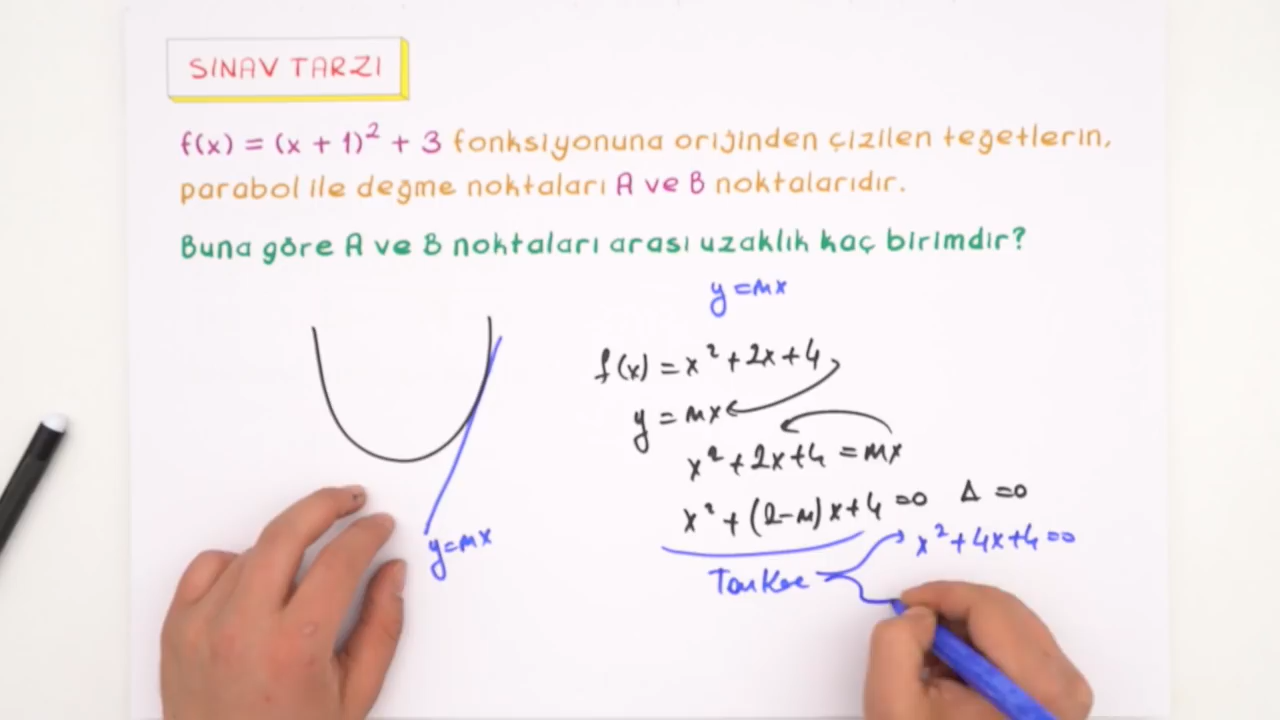 SINAV TARZI
f(x) = (x + 1)² + 3 fonksiyonuna orijinden çizilen teğetlerin,
parabol ile değme noktaları A ve B noktalarıdır.
Buna göre A ve B noktaları arası uzaklık kaç birimdir?
y = mx
f(x) = x² + 2x + 4
y = mx
x² + 2x + 4 = mx
x² + (2-m)x + 4 = 0 Δ = 0
x² + 4x + 4 = 0
y = mx
Tam Kare